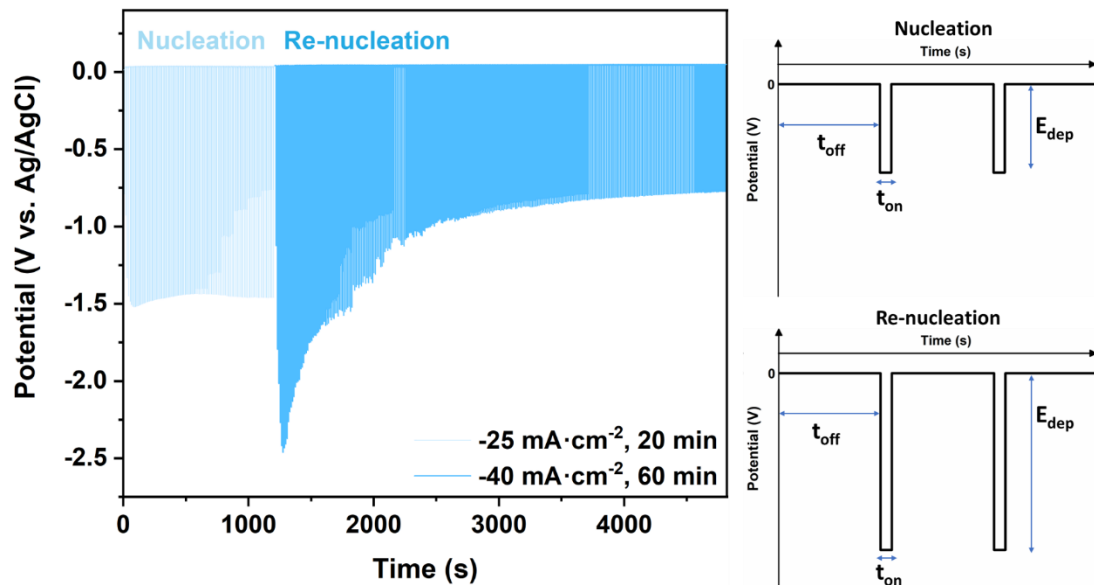 Nucleation Re-nucleation
Potential (V vs. Ag/AgCl)
0.0
-0.5
-1.0
-1.5
-2.0
-2.5
-25 mA·cm⁻², 20 min
-40 mA·cm⁻², 60 min
0 1000 2000 3000 4000
Time (s)
Nucleation
Time (s)
0
Potential (V)
t_off
E_dep
t_on
Re-nucleation
Time (s)
0
Potential (V)
t_off
E_dep
t_on